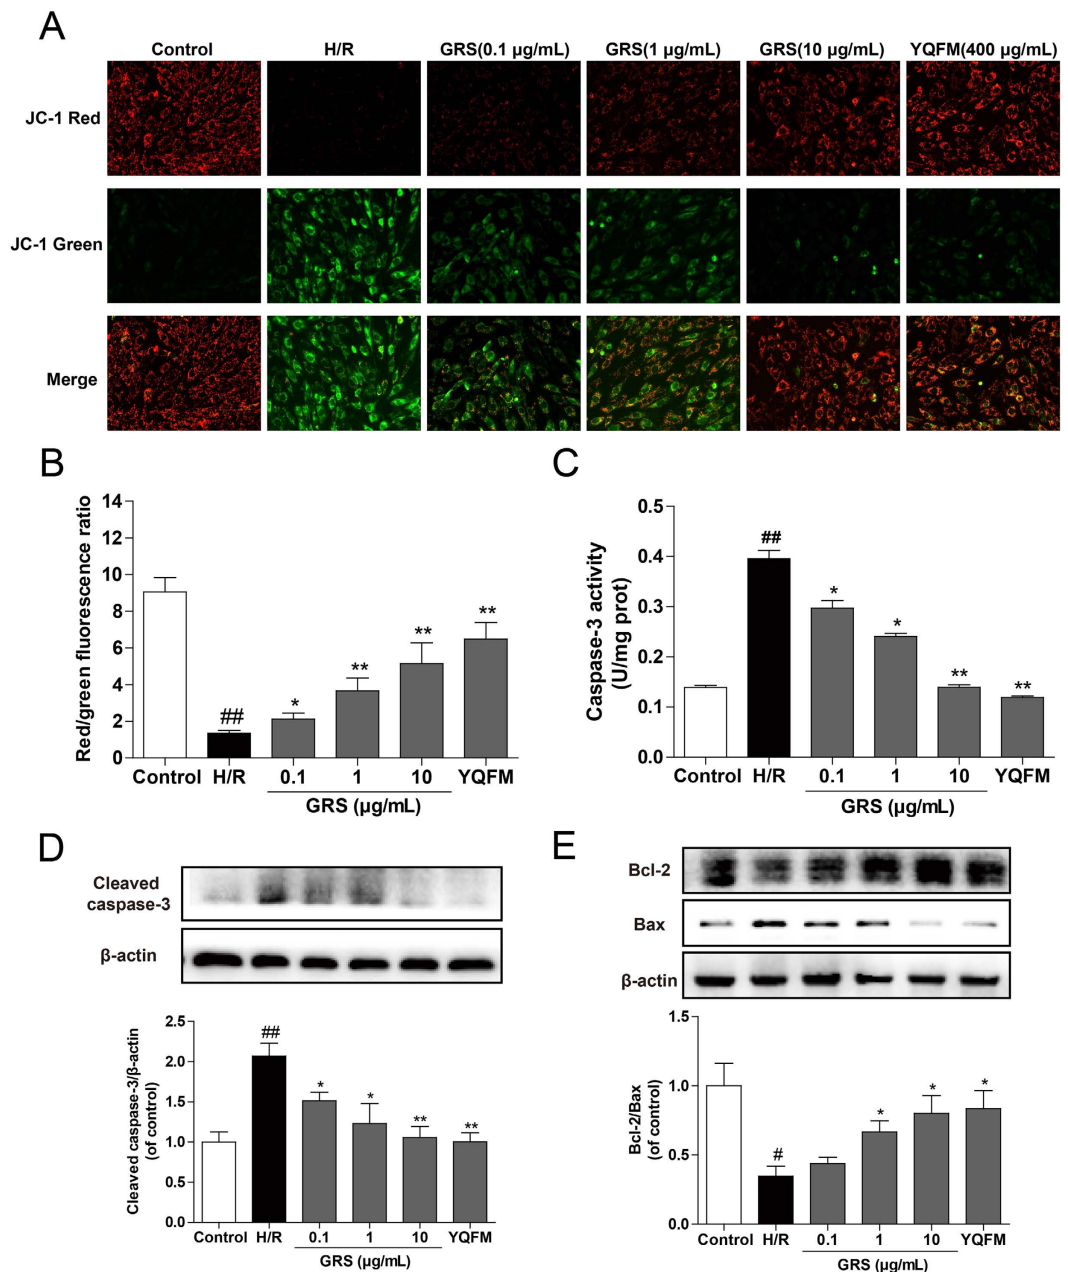 A
Control H/R GRS(0.1 µg/mL) GRS(1 µg/mL) GRS(10 µg/mL) YQFM(400 µg/mL)
JC-1 Red
JC-1 Green
Merge
B
Red/green fluorescence ratio
14
12
10
8
6
4
2
0
##
*
**
**
**
Control H/R 0.1 1 10 YQFM
GRS (µg/mL)
C
Caspase-3 activity
(U/mg prot)
0.5
0.4
0.3
0.2
0.1
0.0
##
*
*
**
**
Control H/R 0.1 1 10 YQFM
GRS (µg/mL)
D
Cleaved
caspase-3
β-actin
Cleaved caspase-3/β-actin
(of control)
2.5
2.0
1.5
1.0
0.5
0.0
##
*
*
**
**
Control H/R 0.1 1 10 YQFM
GRS (µg/mL)
E
Bcl-2
Bax
β-actin
Bcl-2/Bax
(of control)
1.5
1.0
0.5
0.0
#
*
*
*
Control H/R 0.1 1 10 YQFM
GRS (µg/mL)